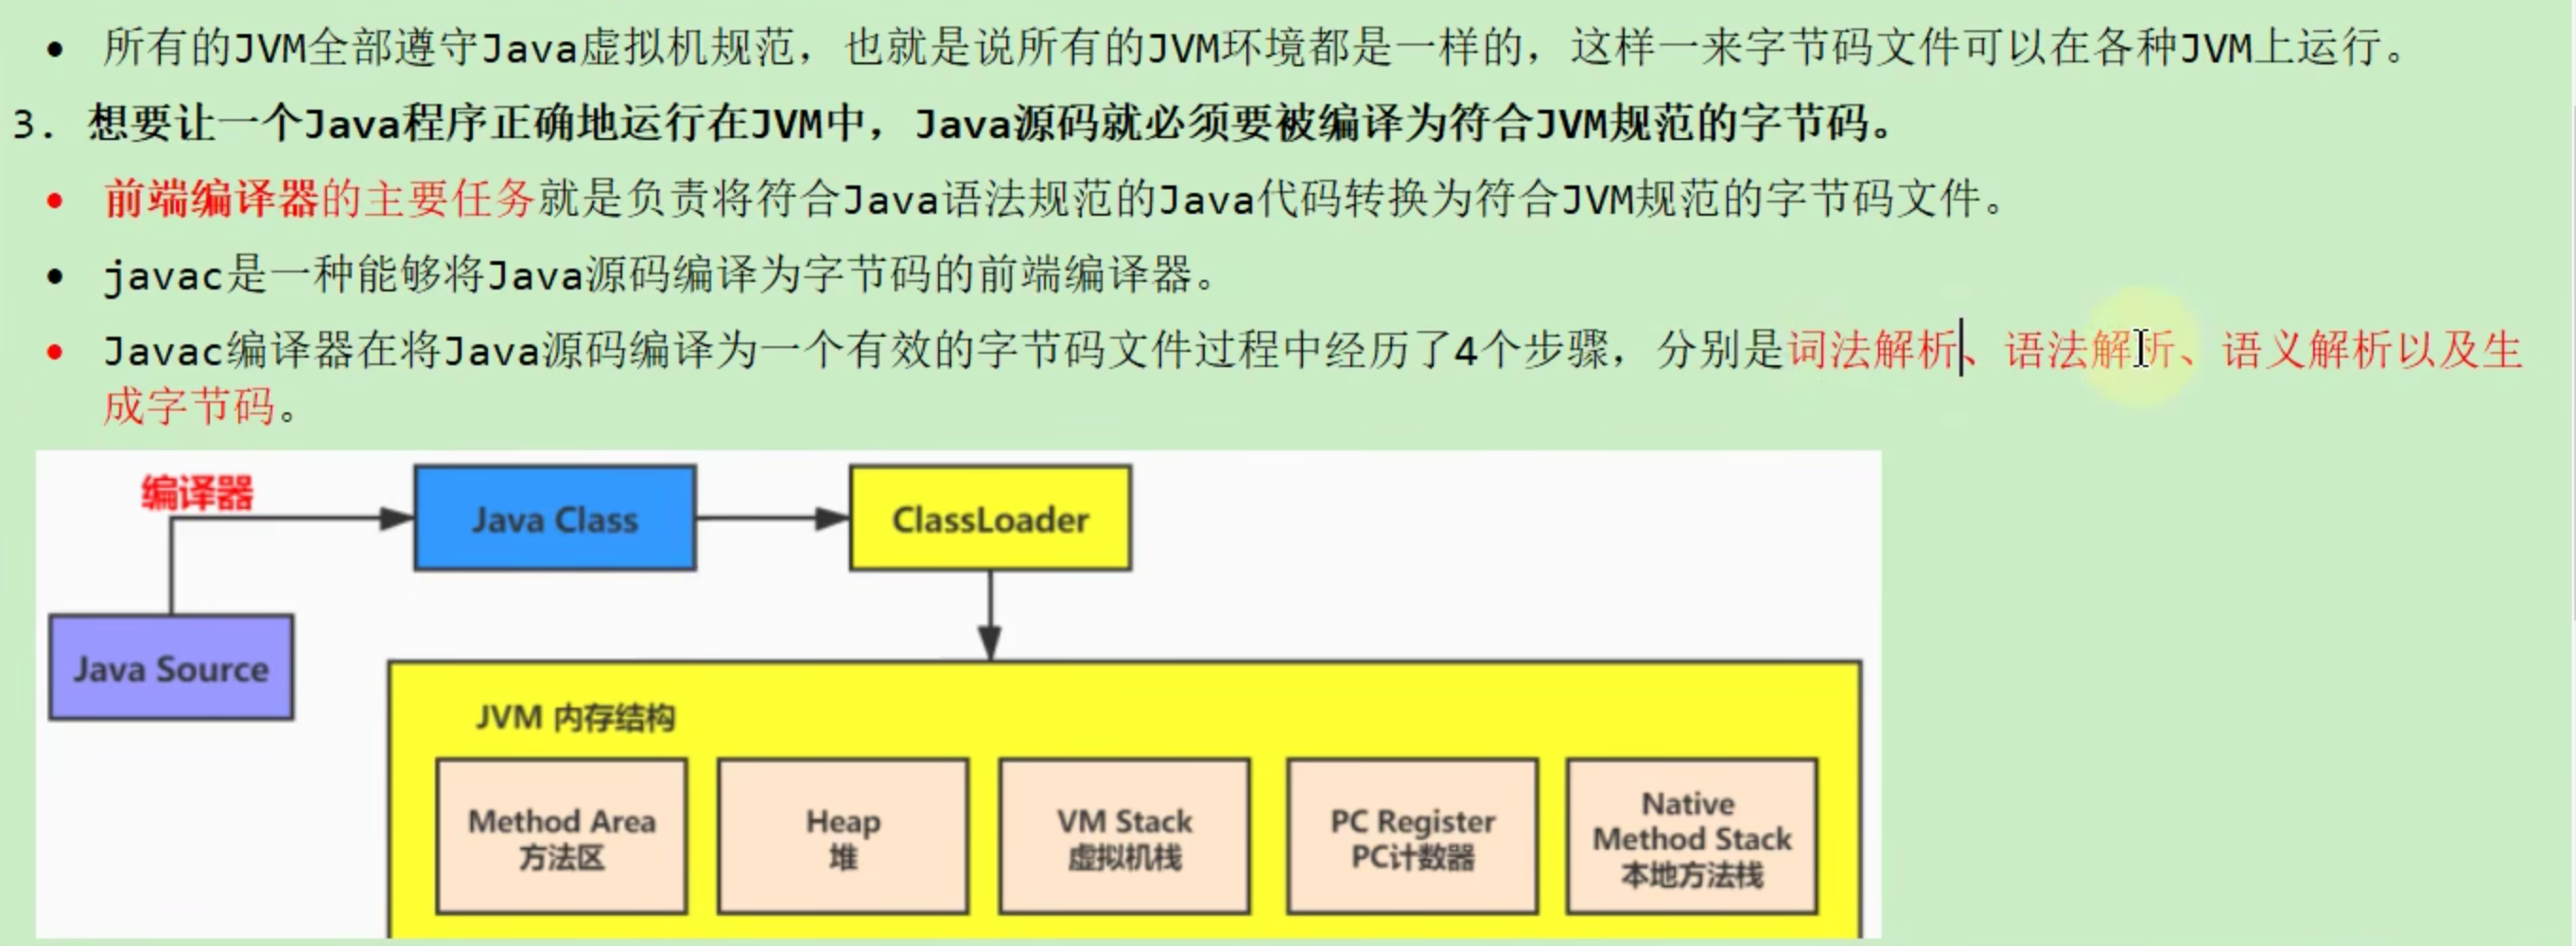 • 所有的JVM全部遵守Java虚拟机规范，也就是说所有的JVM环境都是一样的，这样一来字节码文件可以在各种JVM上运行。
3. 想要让一个Java程序正确地运行在JVM中，Java源码就必须要被编译为符合JVM规范的字节码。
• 前端编译器的主要任务就是负责将符合Java语法规范的Java代码转换为符合JVM规范的字节码文件。
• javac是一种能够将Java源码编译为字节码的前端编译器。
• Javac编译器在将Java源码编译为一个有效的字节码文件过程中经历了4个步骤，分别是词法解析、语法解析、语义解析以及生
成字节码。
编译器
Java Class
ClassLoader
Java Source
JVM 内存结构
Method Area
方法区
Heap
堆
VM Stack
虚拟机栈
PC Register
PC计数器
Native
Method Stack
本地方法栈